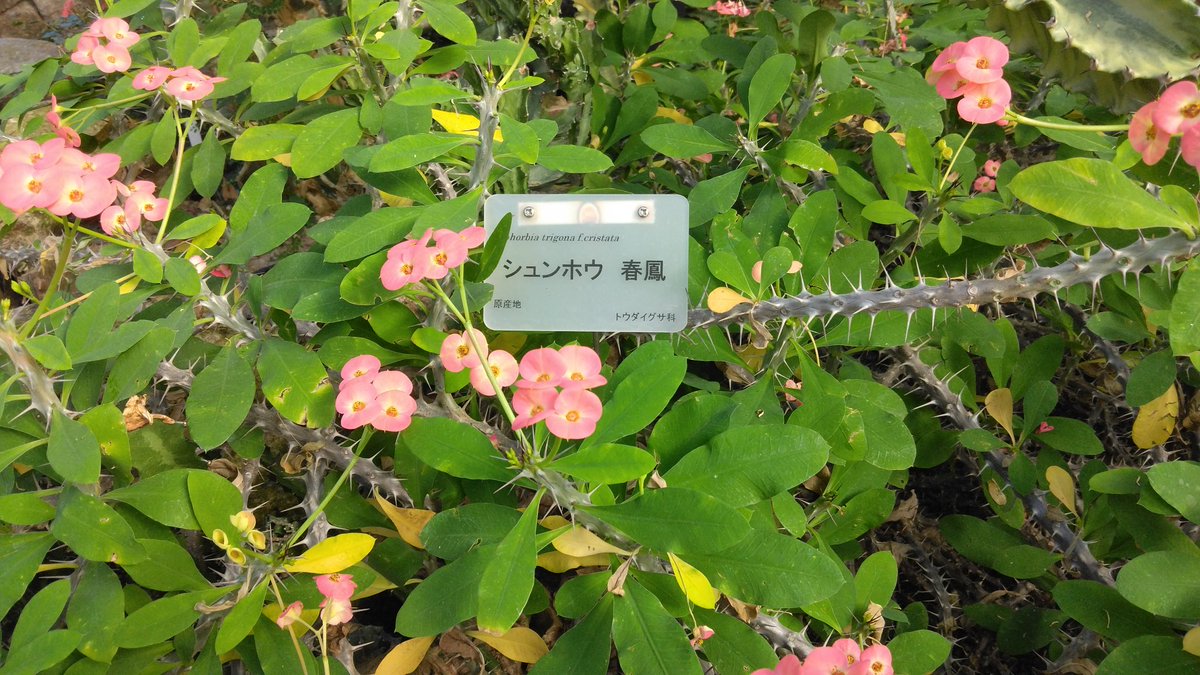 phorbia trigona f.cristata
シュンホウ 春鳳
原産地
トウダイグサ科